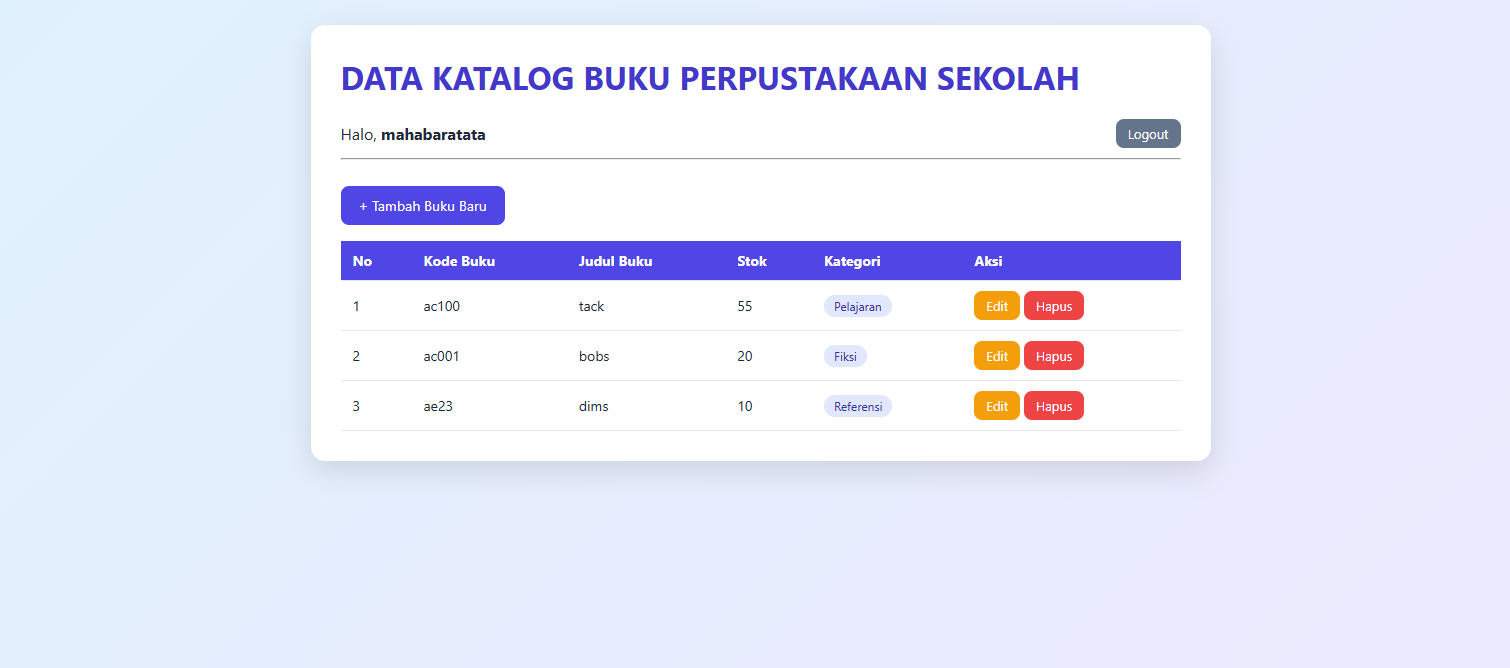 DATA KATALOG BUKU PERPUSTAKAAN SEKOLAH
Halo, mahabaratata Logout
+ Tambah Buku Baru
No Kode Buku Judul Buku Stok Kategori Aksi
1 ac100 tack 55 Pelajaran Edit Hapus
2 ac001 bobs 20 Fiksi Edit Hapus
3 ae23 dims 10 Referensi Edit Hapus